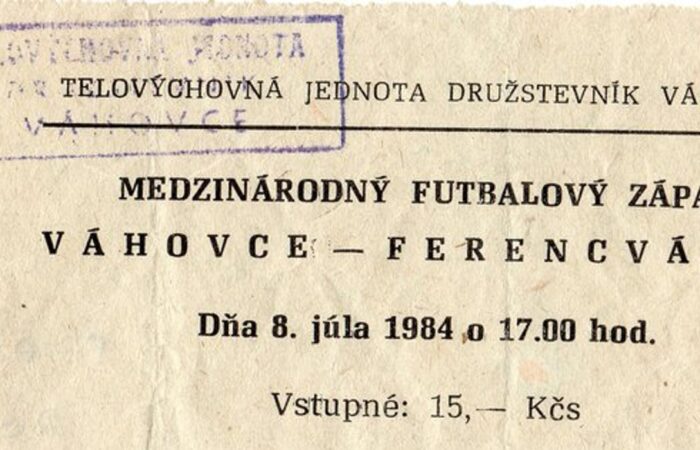 TELOVÝCHOVNÁ JEDNOTA DRUŽSTEVNÍK VÁ
VÁHOVCE
MEDZINÁRODNÝ FUTBALOVÝ ZÁPA
VÁHOVCE — FERENCVÁ
Dňa 8. júla 1984 o 17.00 hod.
Vstupné: 15,— Kčs